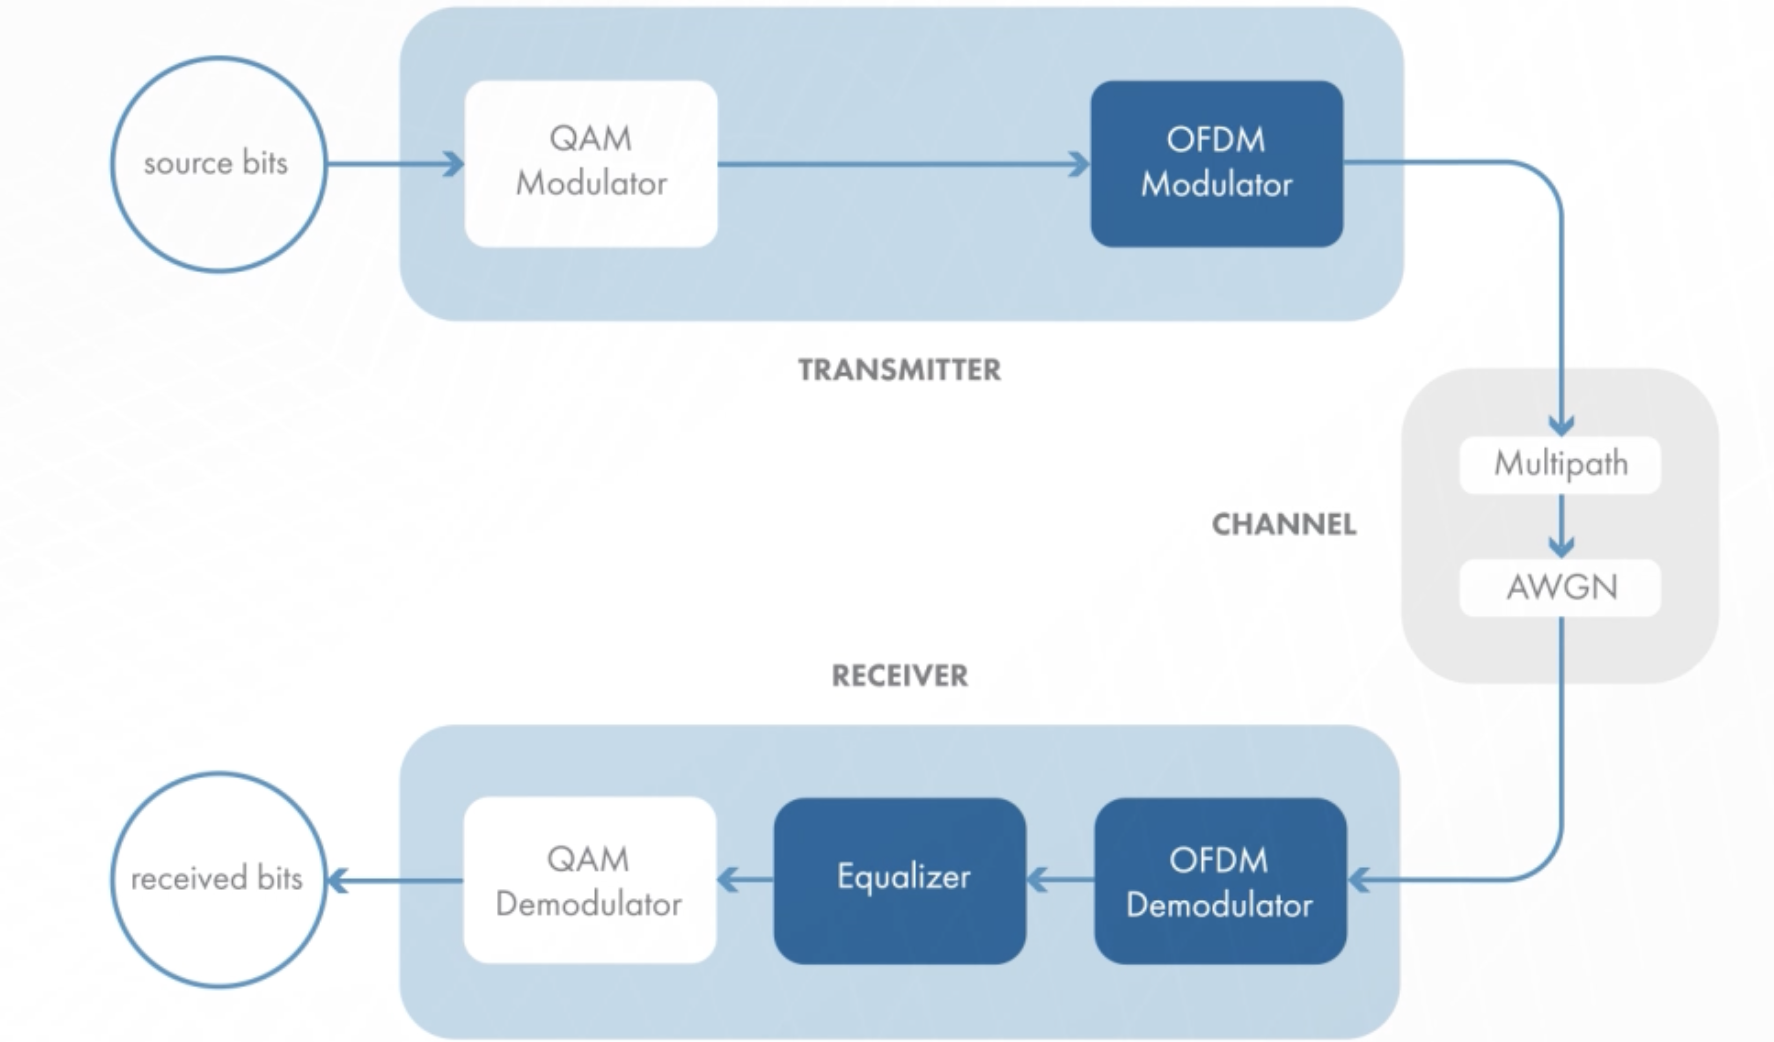 source bits
QAM
Modulator
OFDM
Modulator
TRANSMITTER
Multipath
CHANNEL
AWGN
RECEIVER
received bits
QAM
Demodulator
Equalizer
OFDM
Demodulator